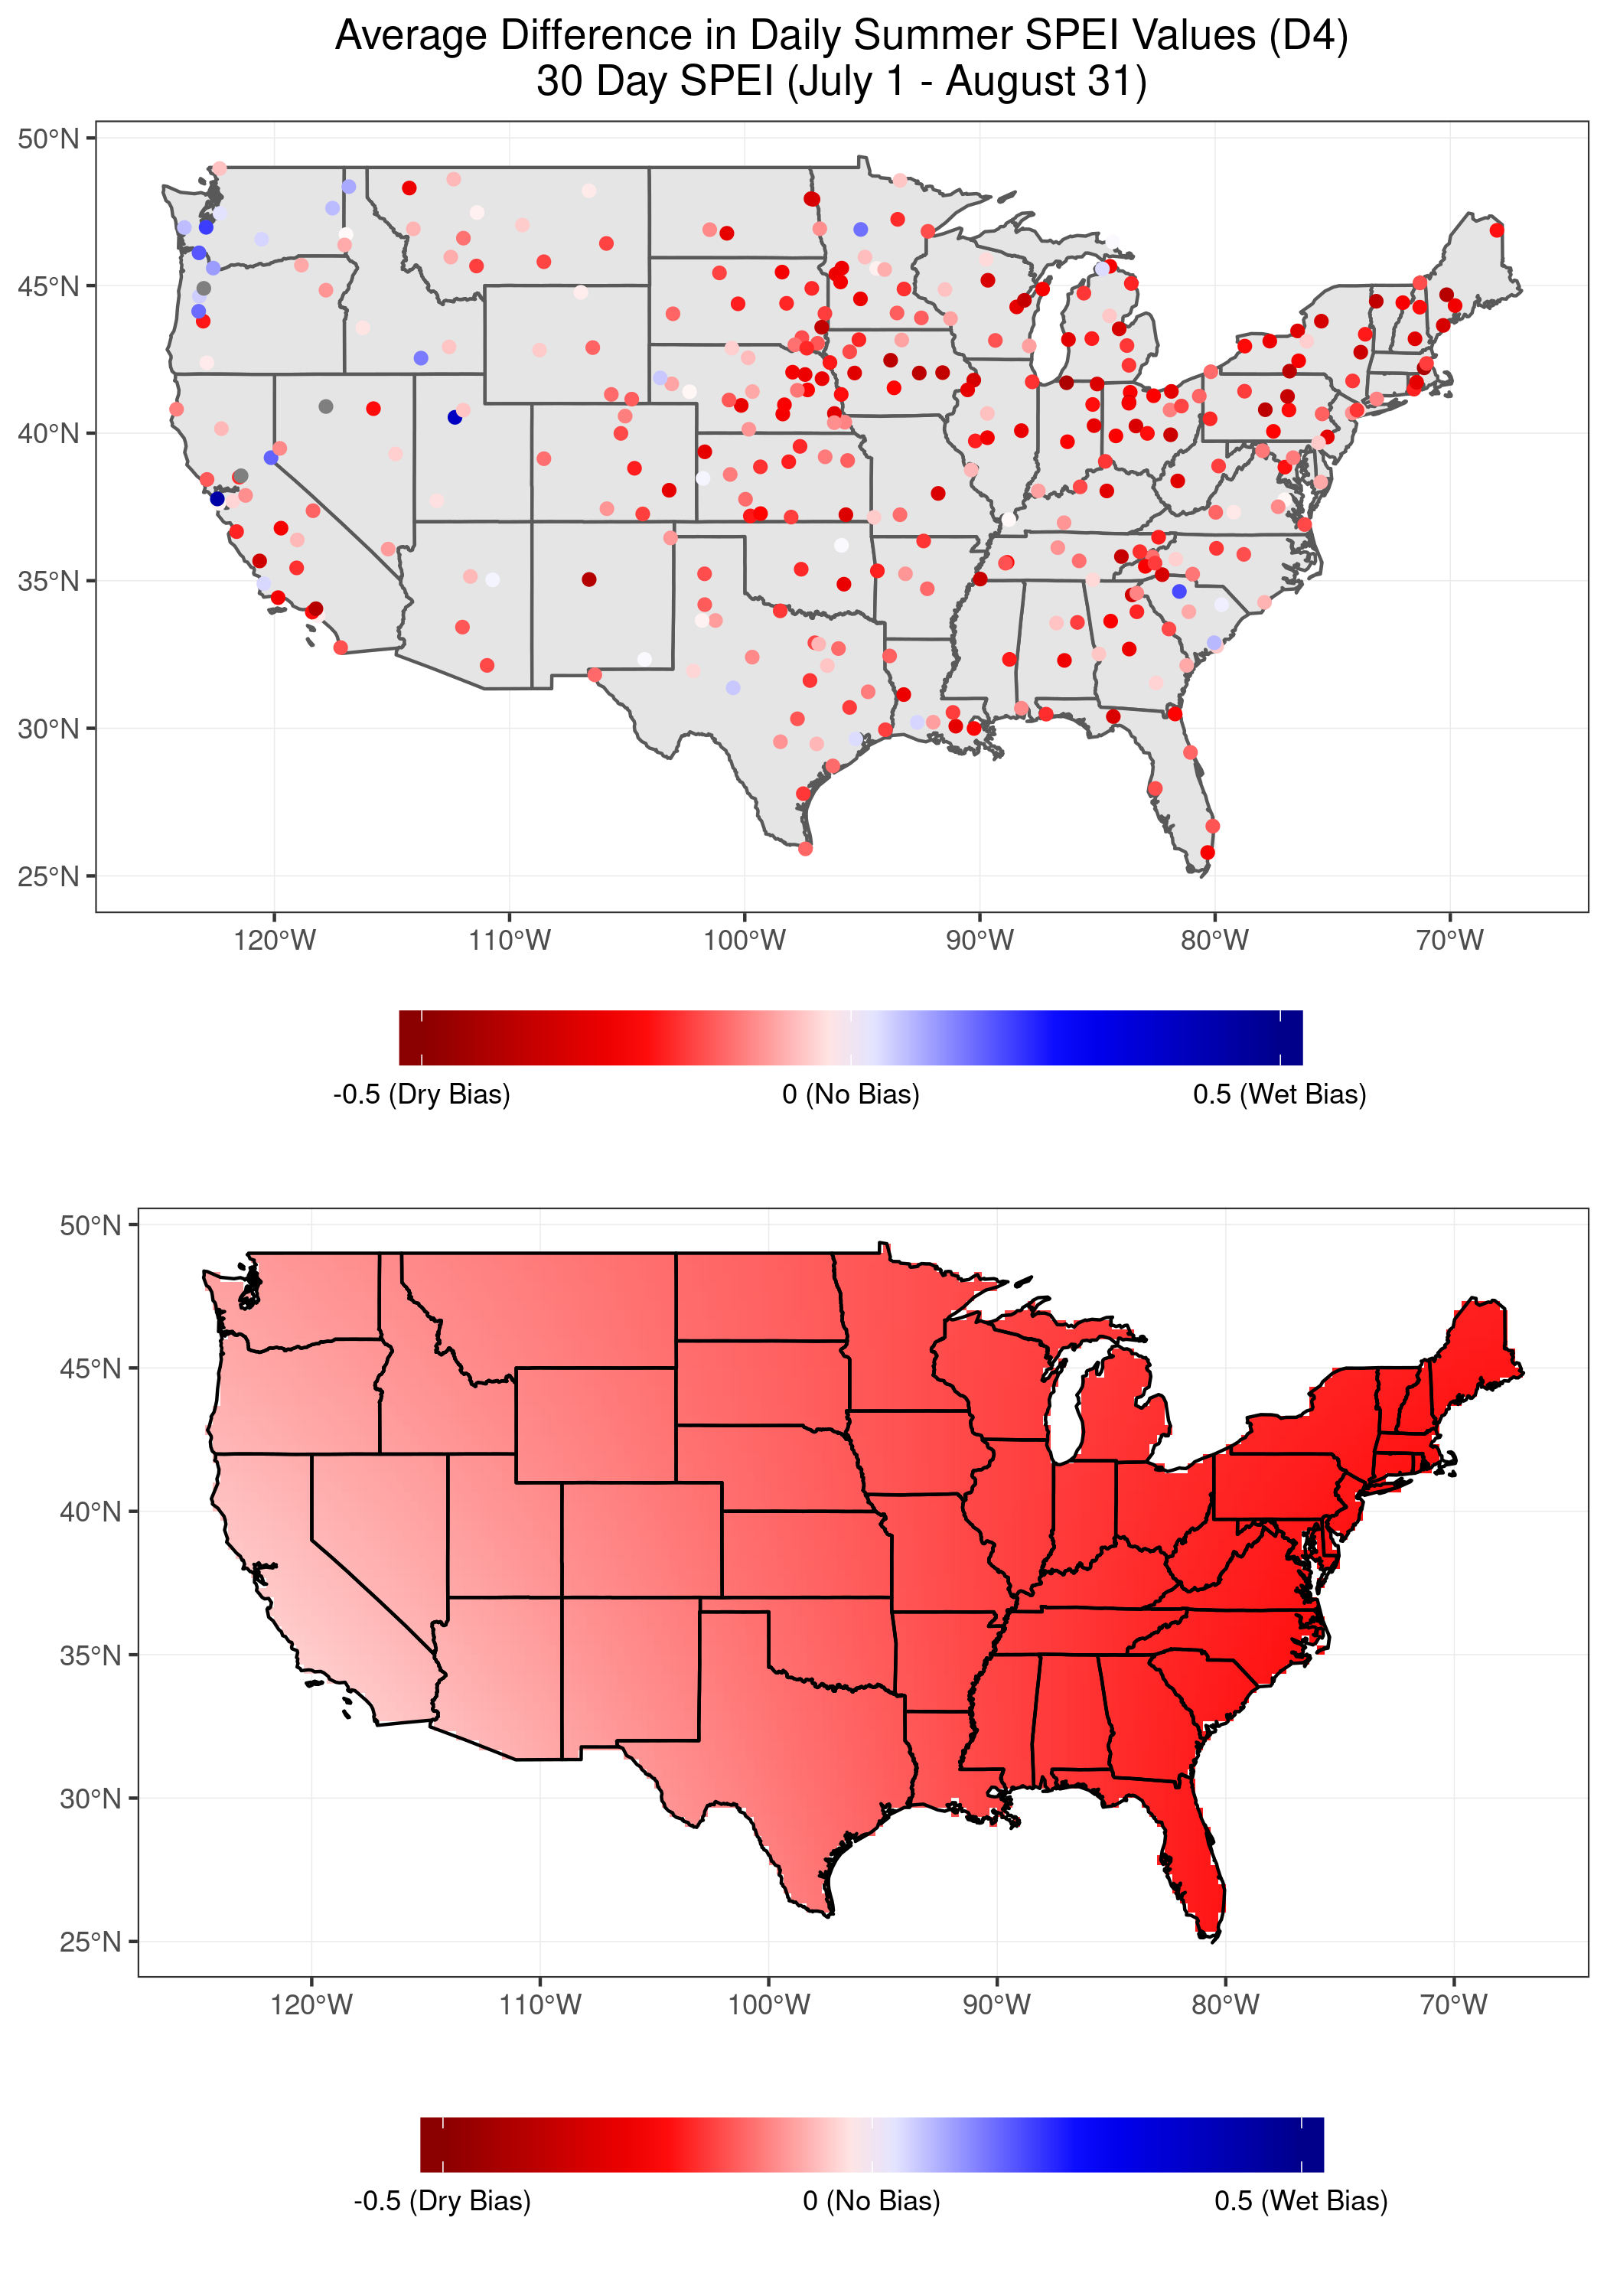 Average Difference in Daily Summer SPEI Values (D4)
30 Day SPEI (July 1 - August 31)
50°N
45°N
40°N
35°N
30°N
25°N
120°W 110°W 100°W 90°W 80°W 70°W
-0.5 (Dry Bias) 0 (No Bias) 0.5 (Wet Bias)
50°N
45°N
40°N
35°N
30°N
25°N
120°W 110°W 100°W 90°W 80°W 70°W
-0.5 (Dry Bias) 0 (No Bias) 0.5 (Wet Bias)